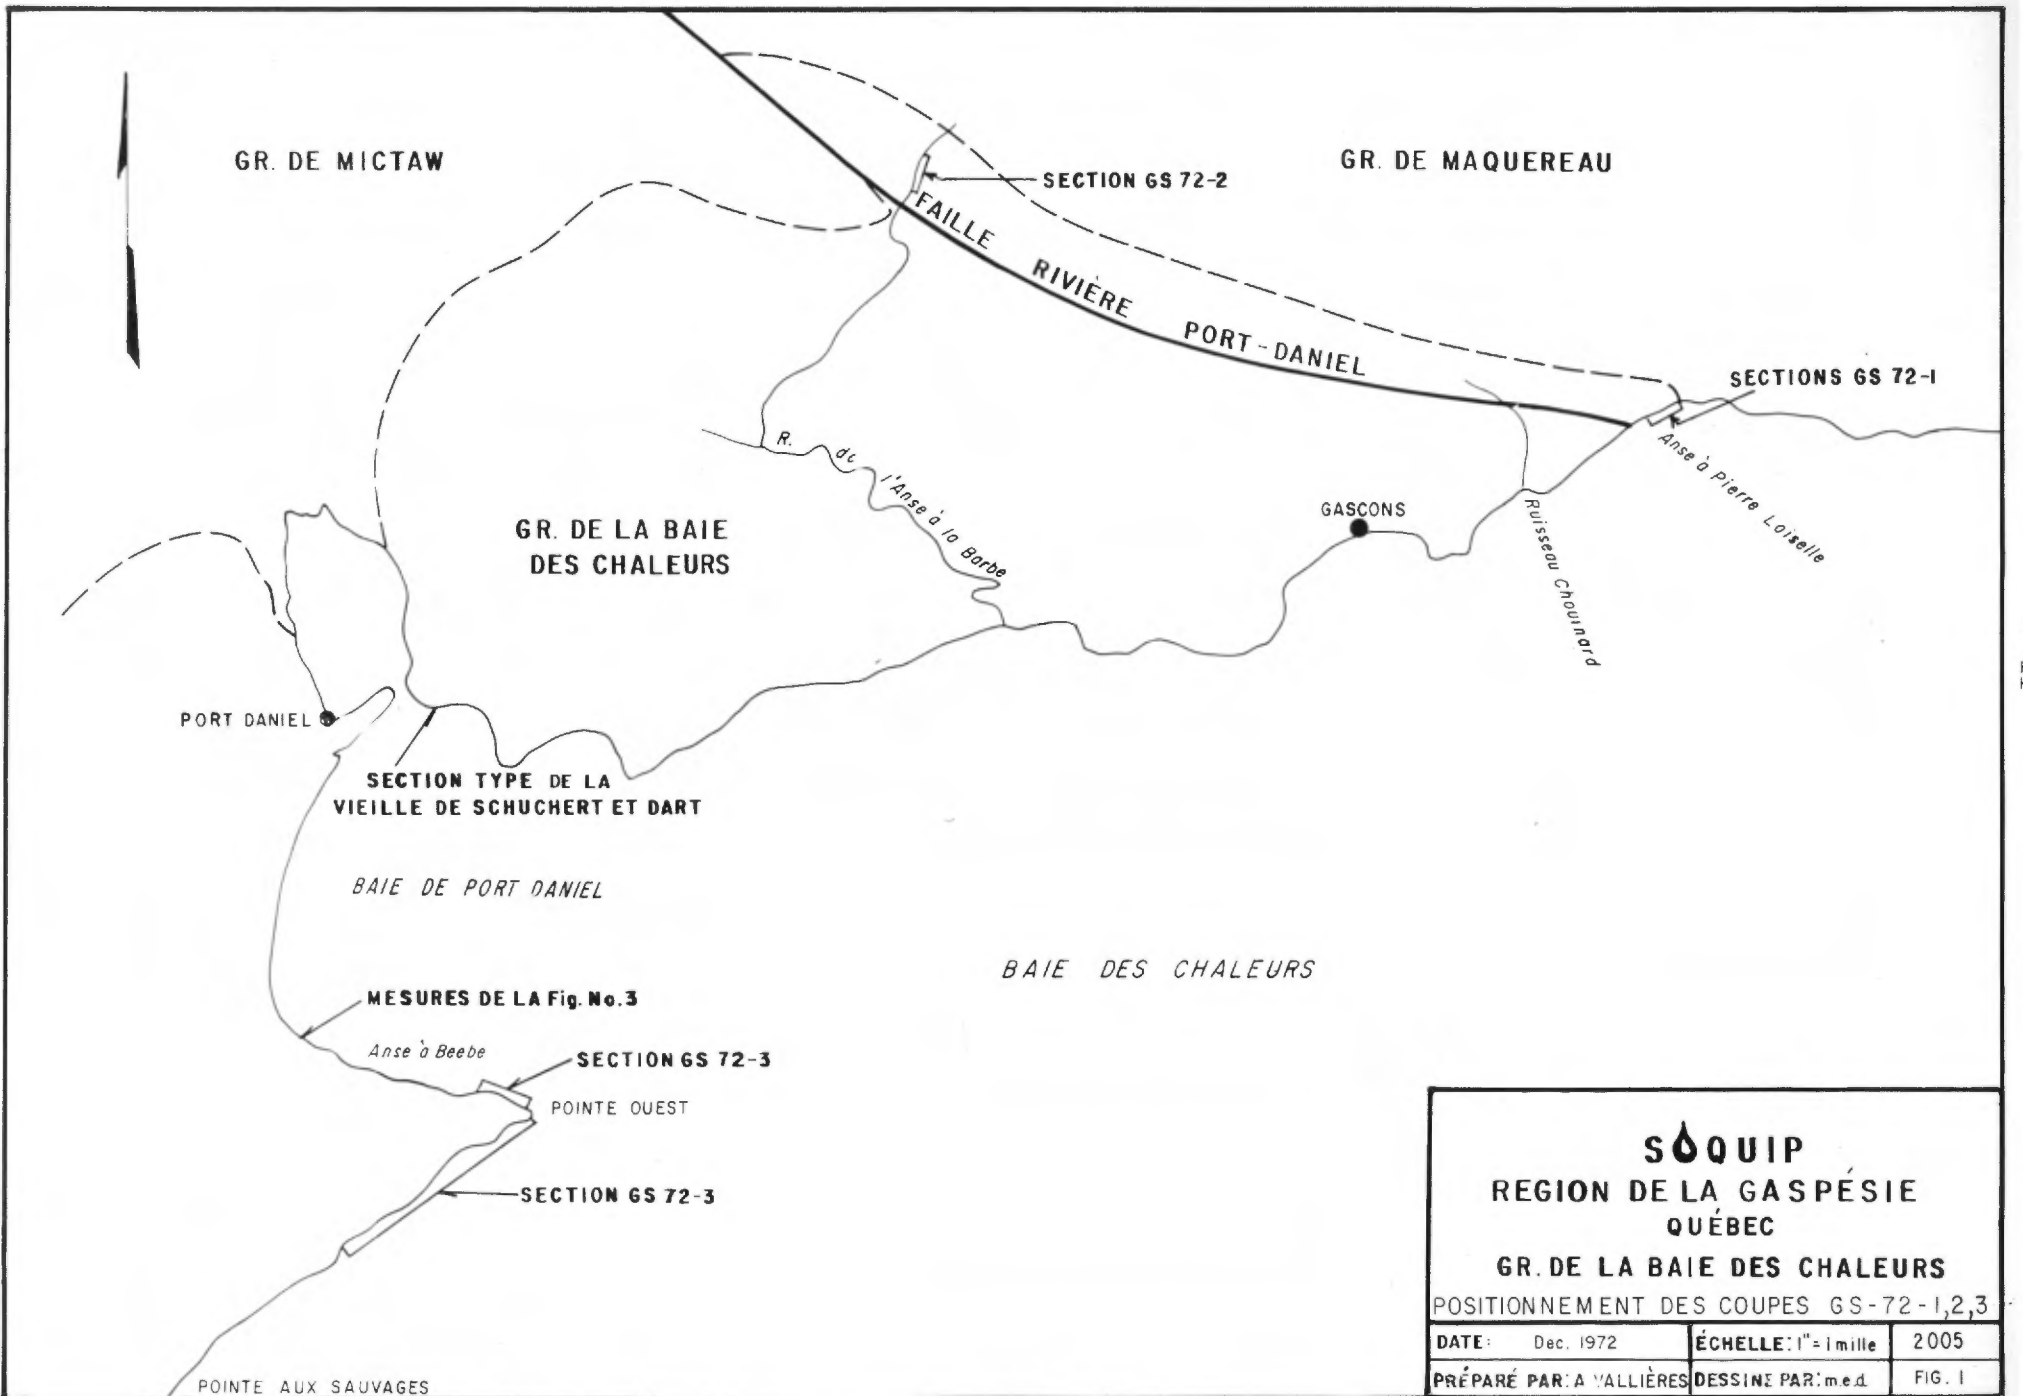 GR. DE MICTAW
GR. DE MAQUEREAU
SECTION GS 72-2
FAILLE RIVIÈRE PORT-DANIEL
SECTIONS GS 72-1
Anse à Pierre Loiselle
R. de l'Anse à la Barbe
GASCONS
Ruisseau Chouinard
GR. DE LA BAIE
DES CHALEURS
PORT DANIEL
SECTION TYPE DE LA
VIEILLE DE SCHUCHERT ET DART
BAIE DE PORT DANIEL
BAIE DES CHALEURS
MESURES DE LA Fig. No. 3
Anse à Beebe
SECTION GS 72-3
POINTE OUEST
SECTION GS 72-3
POINTE AUX SAUVAGES
SOQUIP
REGION DE LA GASPÉSIE
QUÉBEC
GR. DE LA BAIE DES CHALEURS
POSITIONNEMENT DES COUPES GS-72-1,2,3
DATE: Dec. 1972
ÉCHELLE: 1"=1mille
2005
PRÉPARÉ PAR: A VALLIÈRES
DESSINE PAR: m.e.d.
FIG. 1